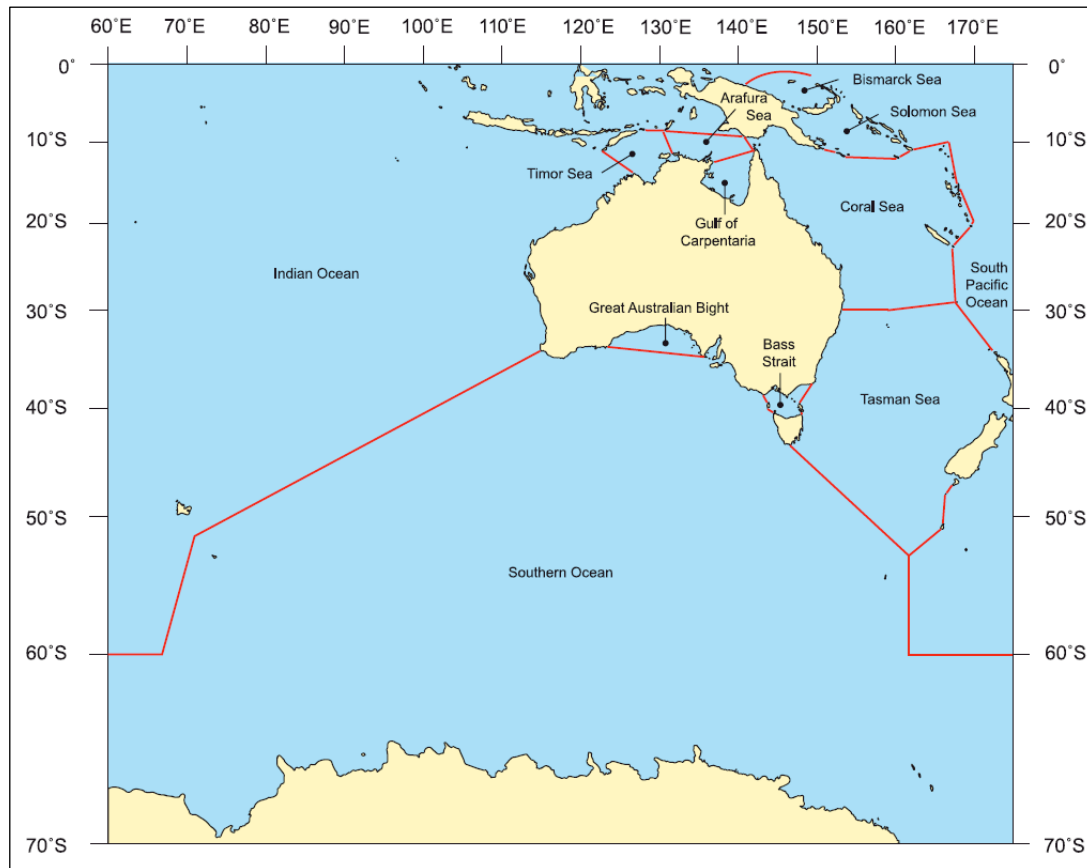 60˚E 70˚E 80˚E 90˚E 100˚E 110˚E 120˚E 130˚E 140˚E 150˚E 160˚E 170˚E
0˚ 0˚
Bismarck Sea
Arafura
Sea
Solomon Sea
10˚S 10˚S
Timor Sea
Coral Sea
20˚S 20˚S
Gulf of
Carpentaria
Indian Ocean
South
Pacific
Ocean
30˚S 30˚S
Great Australian Bight
Bass
Strait
Tasman Sea
40˚S 40˚S
50˚S 50˚S
Southern Ocean
60˚S 60˚S
70˚S 70˚S